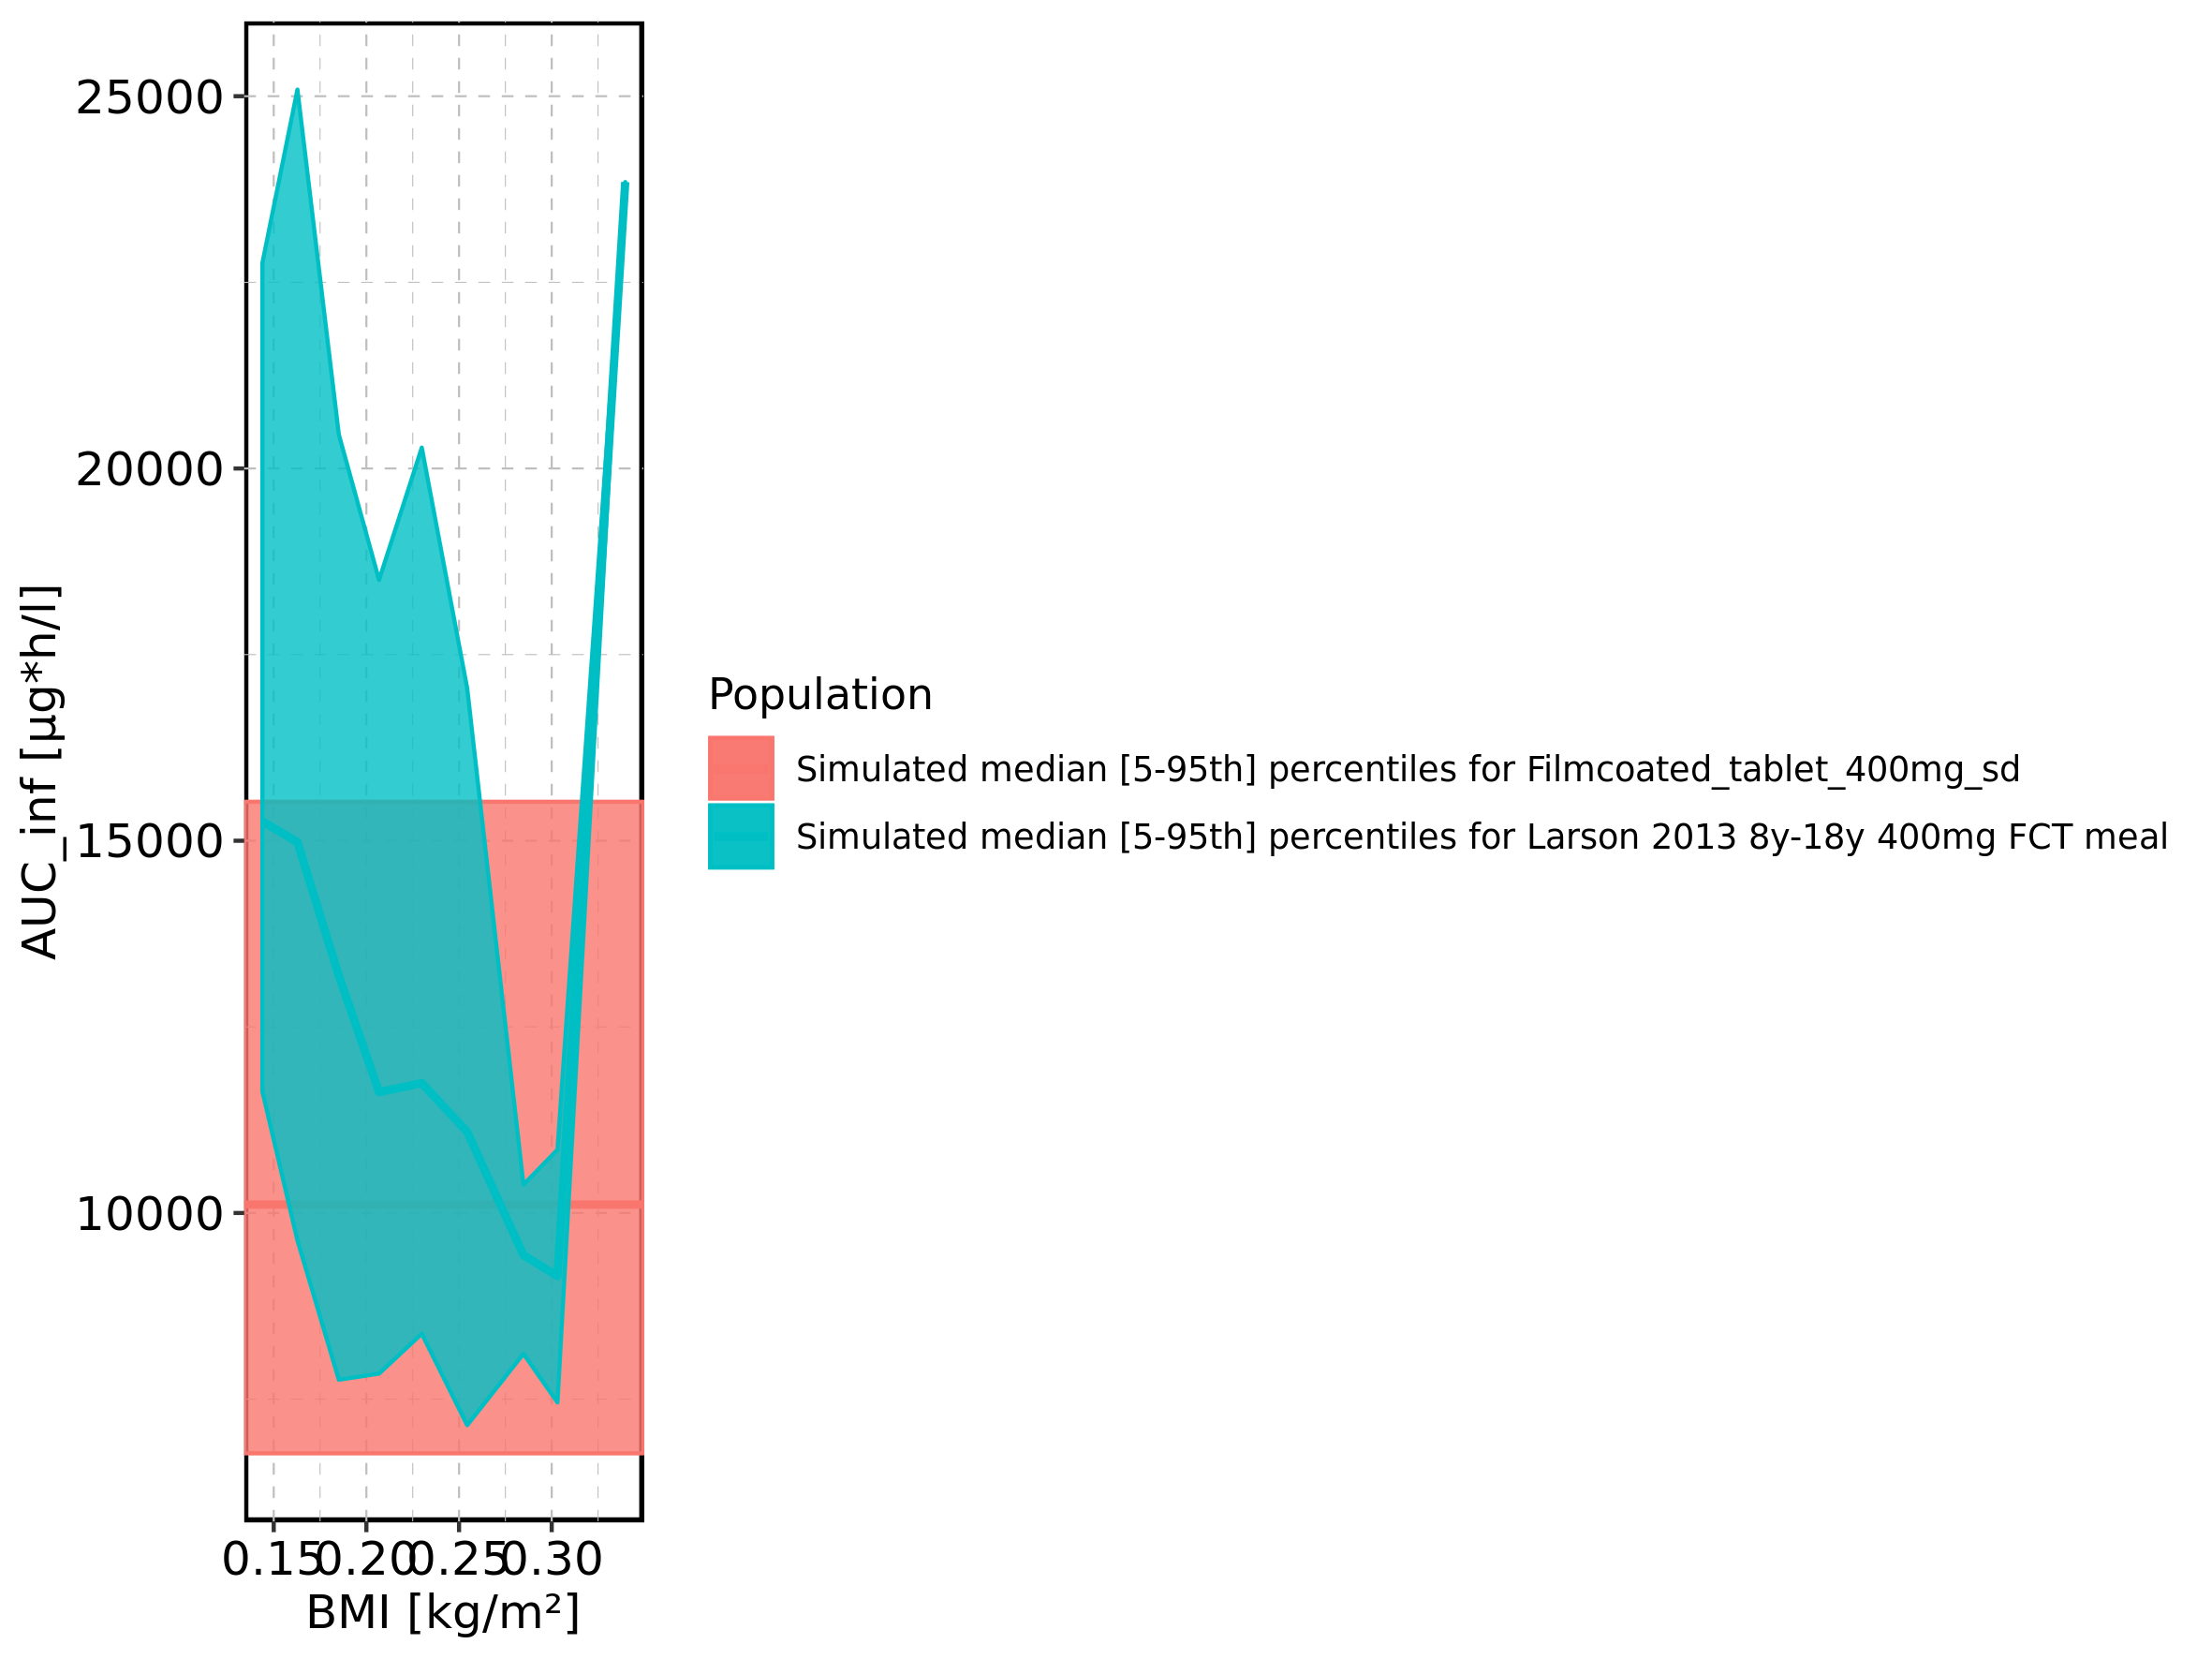 25000
20000
15000
10000
AUC_inf [µg*h/l]
0.15 0.20 0.25 0.30
BMI [kg/m²]
Population
Simulated median [5-95th] percentiles for Filmcoated_tablet_400mg_sd
Simulated median [5-95th] percentiles for Larson 2013 8y-18y 400mg FCT meal